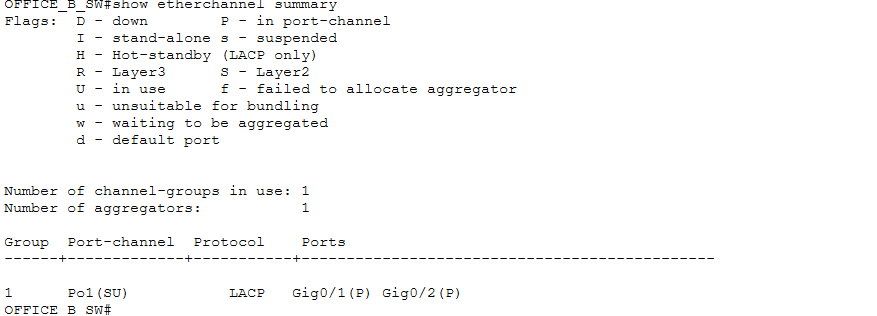 OFFICE_B_SW#show etherchannel summary
Flags:  D - down        P - in port-channel
        I - stand-alone s - suspended
        H - Hot-standby (LACP only)
        R - Layer3      S - Layer2
        U - in use      f - failed to allocate aggregator
        u - unsuitable for bundling
        w - waiting to be aggregated
        d - default port
Number of channel-groups in use: 1
Number of aggregators:           1
Group  Port-channel  Protocol    Ports
------+-------------+-----------+----------------------------------------------
1      Po1(SU)           LACP   Gig0/1(P) Gig0/2(P)
OFFICE_B_SW#